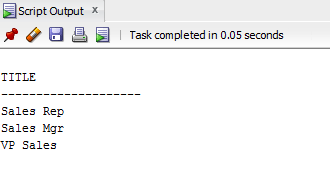 Script Output x
Task completed in 0.05 seconds
TITLE
--------------------
Sales Rep
Sales Mgr
VP Sales